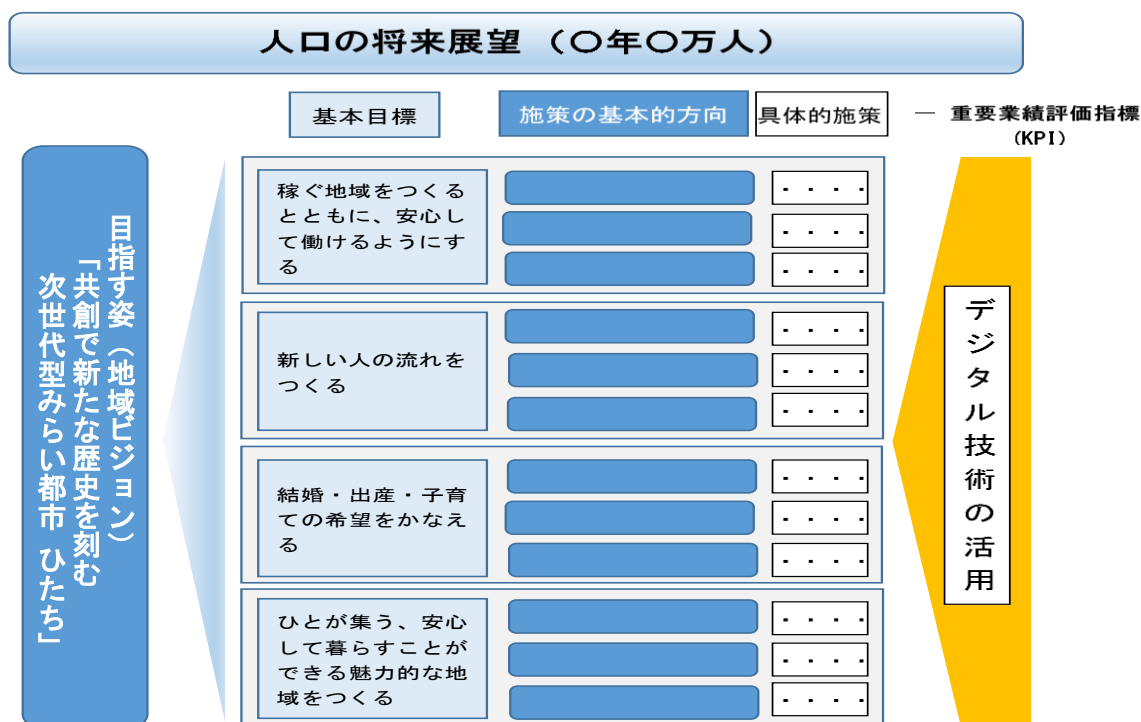 人口の将来展望 （〇年〇万人）
基本目標
施策の基本的方向
具体的施策
― 重要業績評価指標
（KPI）
目指す姿（地域ビジョン）
「共創で新たな歴史を刻む
次世代型みらい都市 ひたち」
稼ぐ地域をつくる
とともに、安心し
て働けるようにす
る
・・・・
・・・・
・・・・
新しい人の流れを
つくる
・・・・
・・・・
・・・・
結婚・出産・子育
ての希望をかなえ
る
・・・・
・・・・
・・・・
ひとが集う、安心
して暮らすことが
できる魅力的な地
域をつくる
・・・・
・・・・
・・・・
デジタル技術の活用